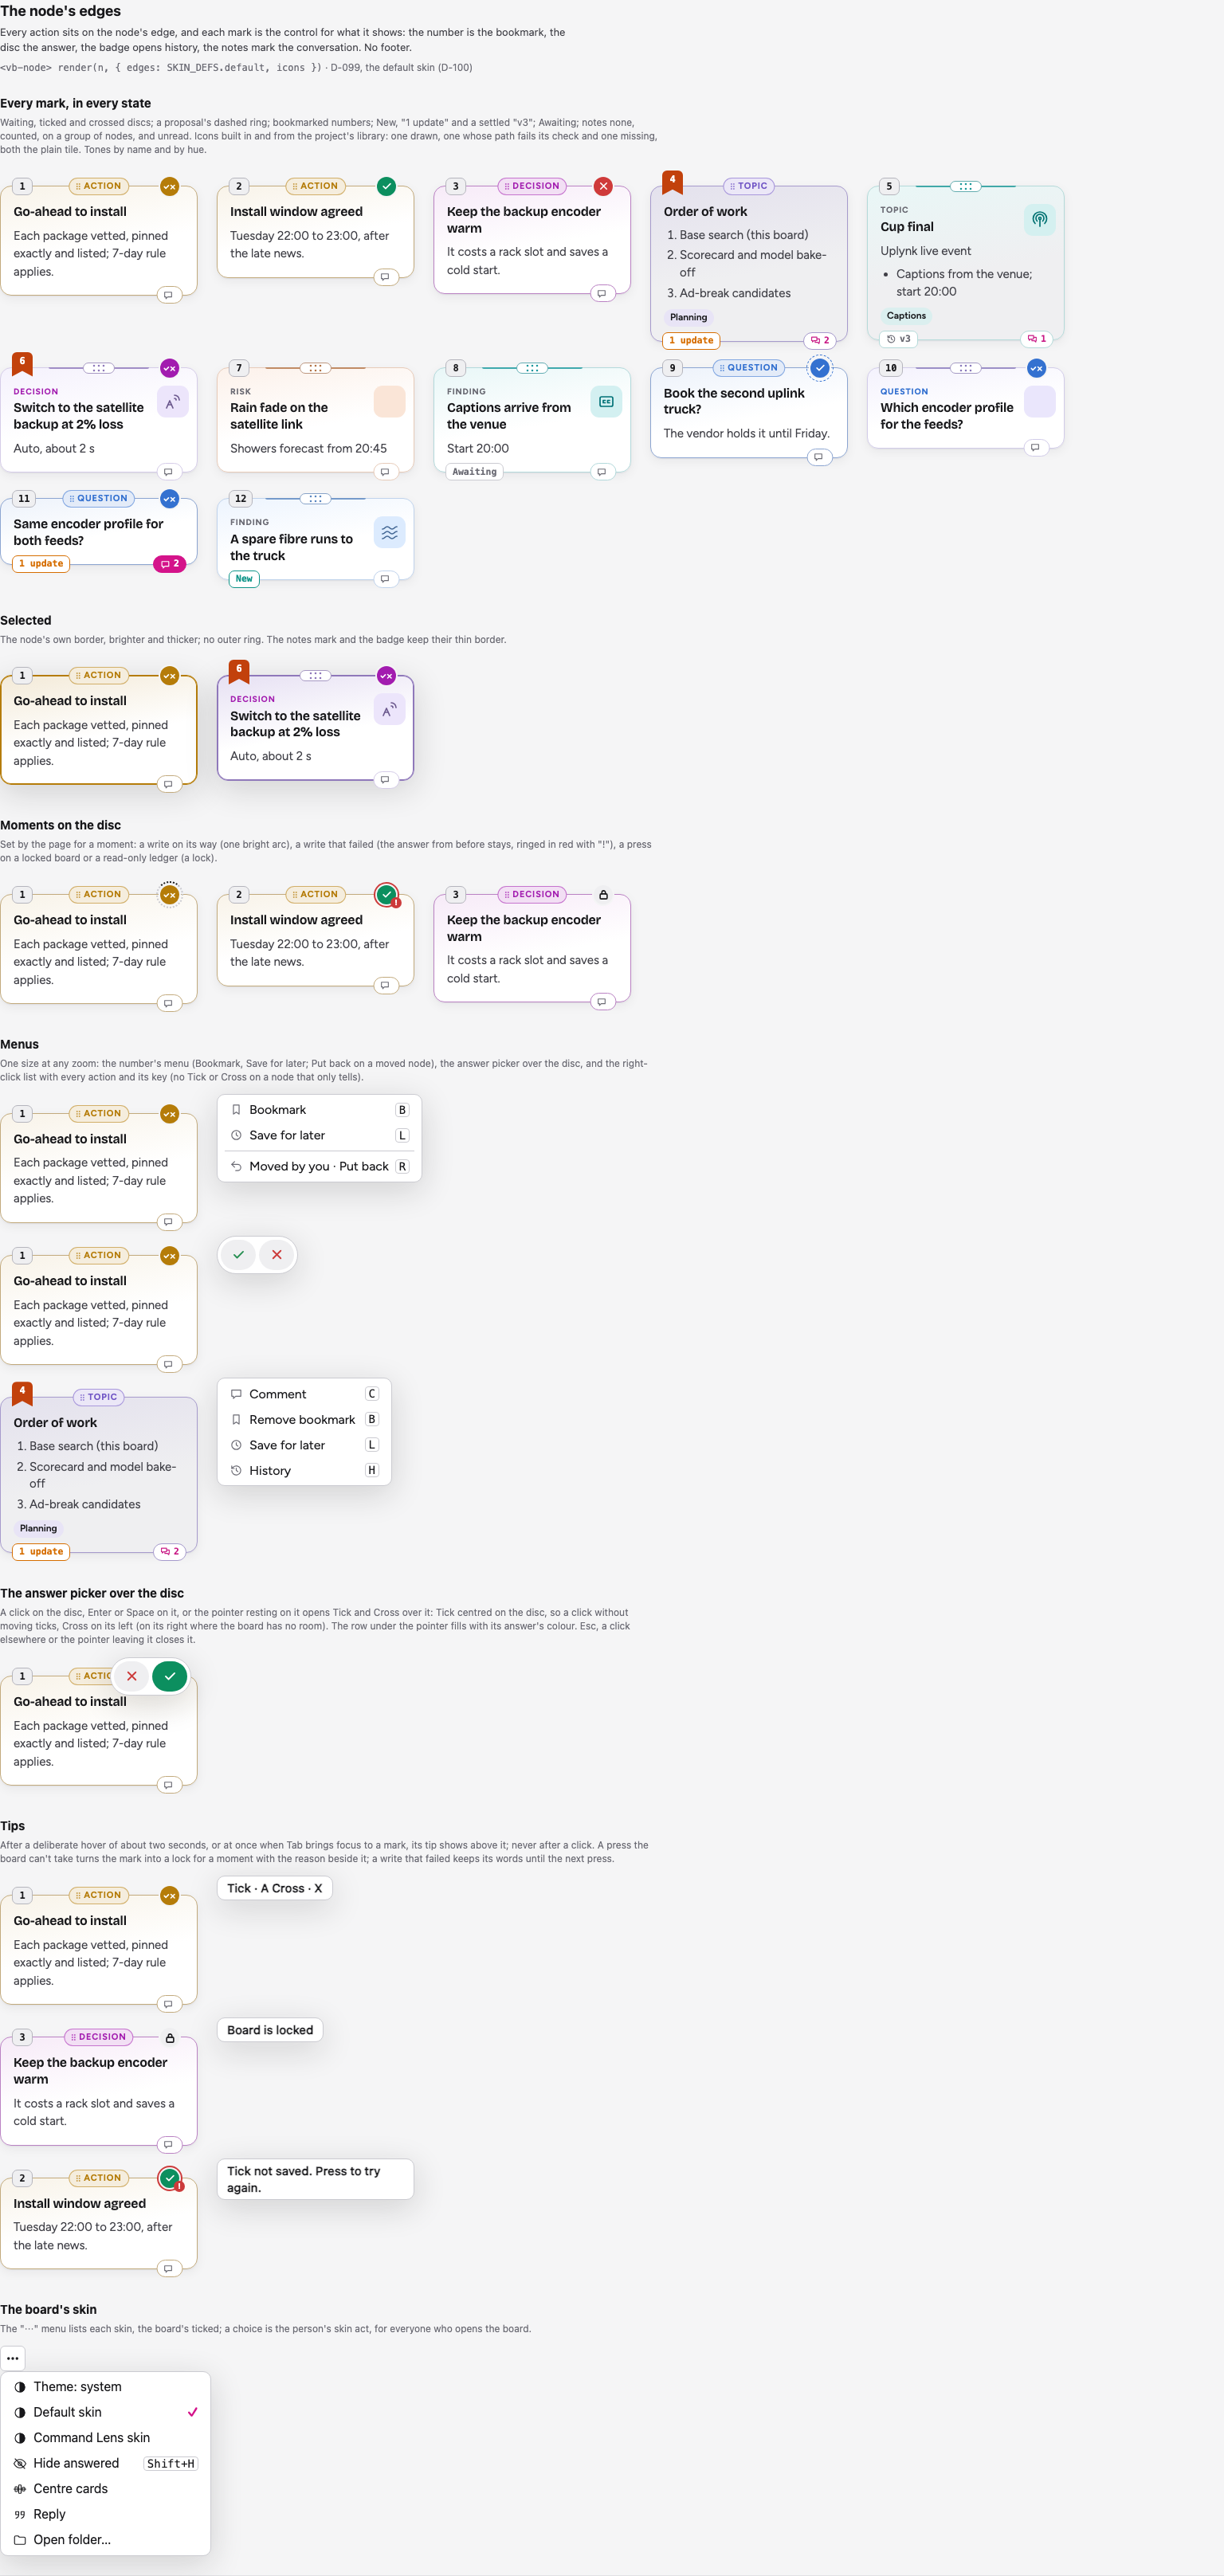 The node's edges
Every action sits on the node's edge, and each mark is the control for what it shows: the number is the bookmark, the
disc the answer, the badge opens history, the notes mark the conversation. No footer.
<vb-node> render(n, { edges: SKIN_DEFS.default, icons }) · D-099, the default skin (D-100)
Every mark, in every state
Waiting, ticked and crossed discs; a proposal's dashed ring; bookmarked numbers; New, "1 update" and a settled "v3"; Awaiting; notes none,
counted, on a group of nodes, and unread. Icons built in and from the project's library: one drawn, one whose path fails its check and one missing,
both the plain tile. Tones by name and by hue.
1
ACTION
Go-ahead to install
Each package vetted, pinned
exactly and listed; 7-day rule
applies.
2
ACTION
Install window agreed
Tuesday 22:00 to 23:00, after
the late news.
3
DECISION
Keep the backup encoder
warm
It costs a rack slot and saves a
cold start.
4
TOPIC
Order of work
1. Base search (this board)
2. Scorecard and model bake-
off
3. Ad-break candidates
Planning
1 update
2
5
TOPIC
Cup final
Uplynk live event
• Captions from the venue;
start 20:00
Captions
v3
1
6
DECISION
Switch to the satellite
backup at 2% loss
Auto, about 2 s
7
RISK
Rain fade on the
satellite link
Showers forecast from 20:45
8
FINDING
Captions arrive from
the venue
Start 20:00
Awaiting
9
QUESTION
Book the second uplink
truck?
The vendor holds it until Friday.
10
QUESTION
Which encoder profile
for the feeds?
11
QUESTION
Same encoder profile for
both feeds?
1 update
2
12
FINDING
A spare fibre runs to
the truck
New
Selected
The node's own border, brighter and thicker; no outer ring. The notes mark and the badge keep their thin border.
1
ACTION
Go-ahead to install
Each package vetted, pinned
exactly and listed; 7-day rule
applies.
6
DECISION
Switch to the satellite
backup at 2% loss
Auto, about 2 s
Moments on the disc
Set by the page for a moment: a write on its way (one bright arc), a write that failed (the answer from before stays, ringed in red with "!"), a press
on a locked board or a read-only ledger (a lock).
1
ACTION
Go-ahead to install
Each package vetted, pinned
exactly and listed; 7-day rule
applies.
2
ACTION
!
Install window agreed
Tuesday 22:00 to 23:00, after
the late news.
3
DECISION
Keep the backup encoder
warm
It costs a rack slot and saves a
cold start.
Menus
One size at any zoom: the number's menu (Bookmark, Save for later; Put back on a moved node), the answer picker over the disc, and the right-
click list with every action and its key (no Tick or Cross on a node that only tells).
1
ACTION
Go-ahead to install
Each package vetted, pinned
exactly and listed; 7-day rule
applies.
Bookmark B
Save for later L
Moved by you · Put back R
1
ACTION
Go-ahead to install
Each package vetted, pinned
exactly and listed; 7-day rule
applies.
4
TOPIC
Order of work
1. Base search (this board)
2. Scorecard and model bake-
off
3. Ad-break candidates
Planning
1 update
2
Comment C
Remove bookmark B
Save for later L
History H
The answer picker over the disc
A click on the disc, Enter or Space on it, or the pointer resting on it opens Tick and Cross over it: Tick centred on the disc, so a click without
moving ticks, Cross on its left (on its right where the board has no room). The row under the pointer fills with its answer's colour. Esc, a click
elsewhere or the pointer leaving it closes it.
1
Go-ahead to install
Each package vetted, pinned
exactly and listed; 7-day rule
applies.
Tips
After a deliberate hover of about two seconds, or at once when Tab brings focus to a mark, its tip shows above it; never after a click. A press the
board can't take turns the mark into a lock for a moment with the reason beside it; a write that failed keeps its words until the next press.
1
ACTION
Go-ahead to install
Each package vetted, pinned
exactly and listed; 7-day rule
applies.
Tick · A Cross · X
3
DECISION
Keep the backup encoder
warm
It costs a rack slot and saves a
cold start.
Board is locked
2
ACTION
!
Install window agreed
Tuesday 22:00 to 23:00, after
the late news.
Tick not saved. Press to try
again.
The board's skin
The "···" menu lists each skin, the board's ticked; a choice is the person's skin act, for everyone who opens the board.
···
Theme: system
Default skin
Command Lens skin
Hide answered Shift+H
Centre cards
Reply
Open folder...